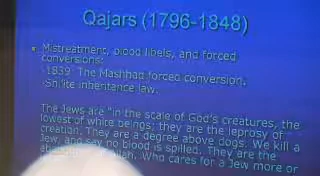 Qajars (1796-1848)
Mistreatment, blood libels, and forced
conversions:
-1839 The Mashhad forced conversion.
-Shi'ite inheritance law.
The Jews are "in the scale of God's creatures, the
lowest of white beings; they are the leprosy of
creation. They are a degree above dogs. We kill a
Jew, and say no blood is spilled. They are the
Who cares for a Jew more or